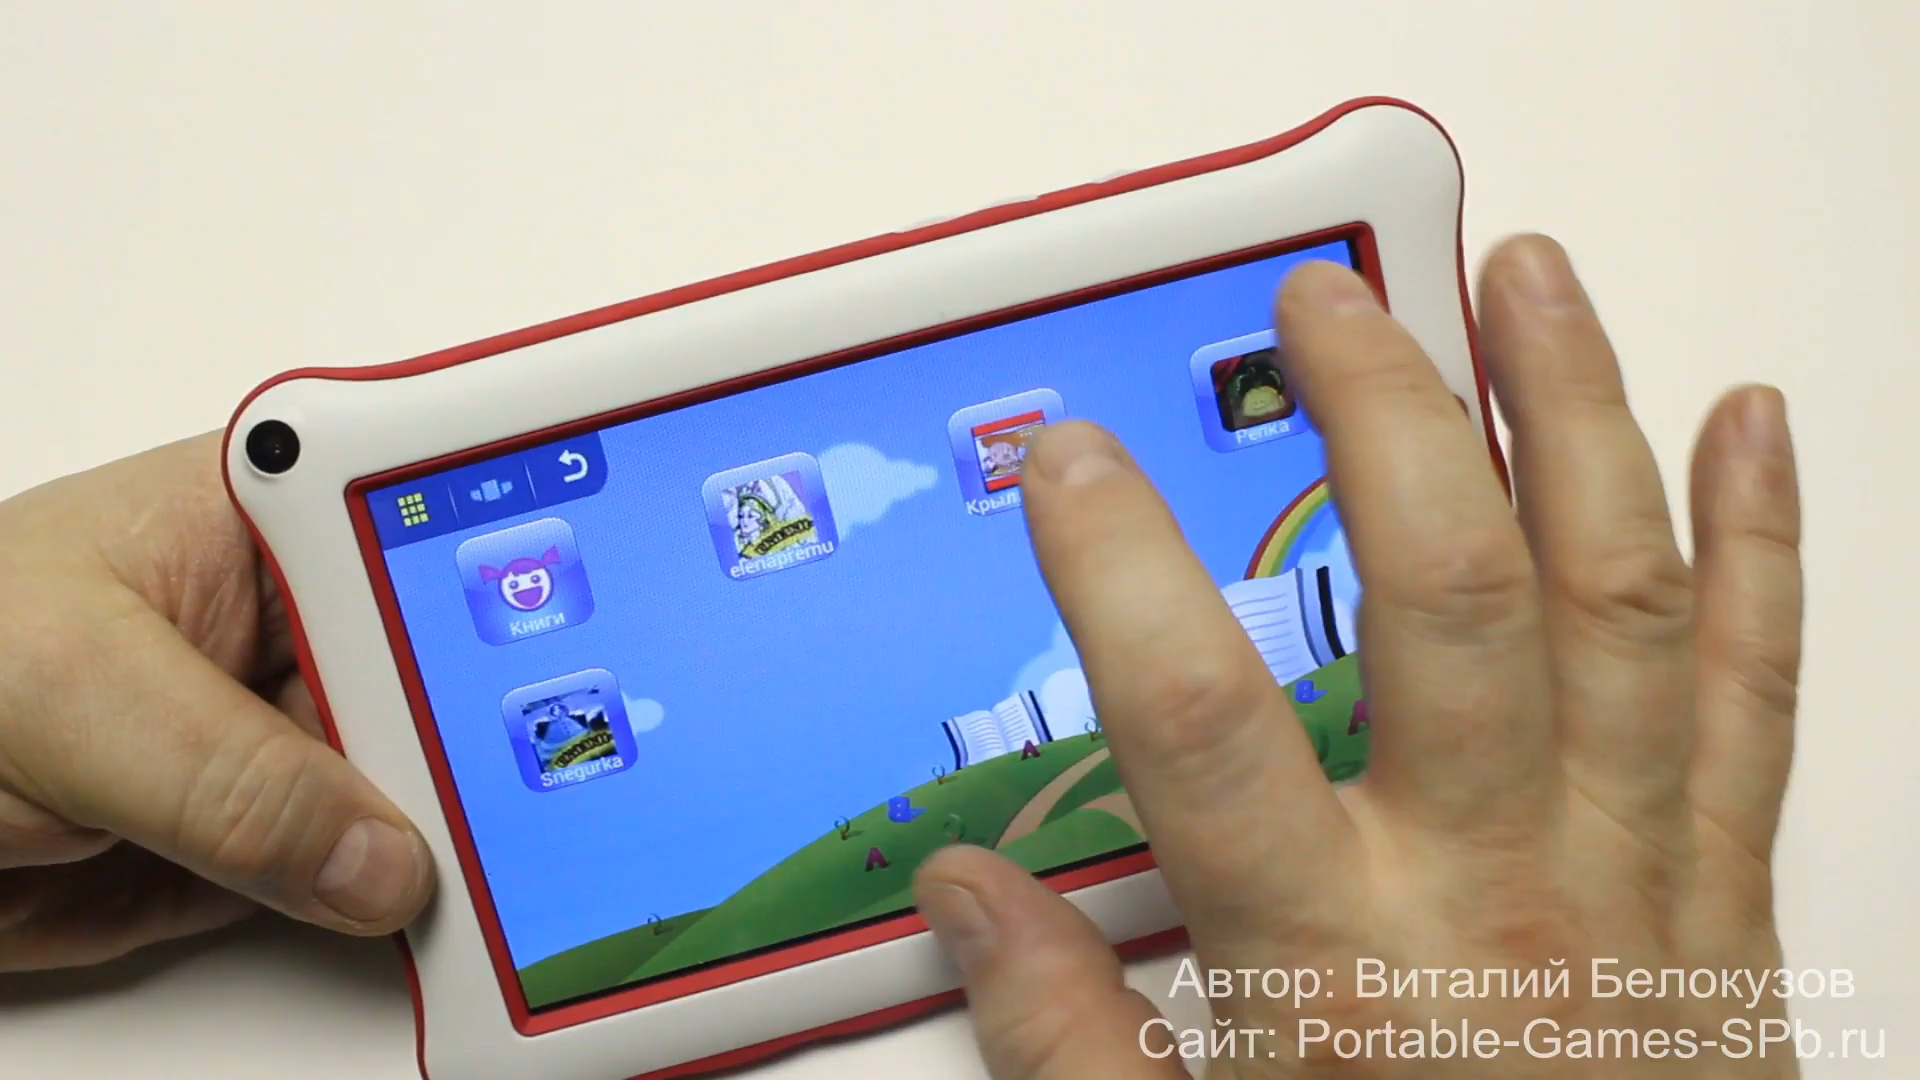 Книги
elenapremu
Крыл
Репка
Snegurka
Автор: Виталий Белокузов
Сайт: Portable-Games-SPb.ru